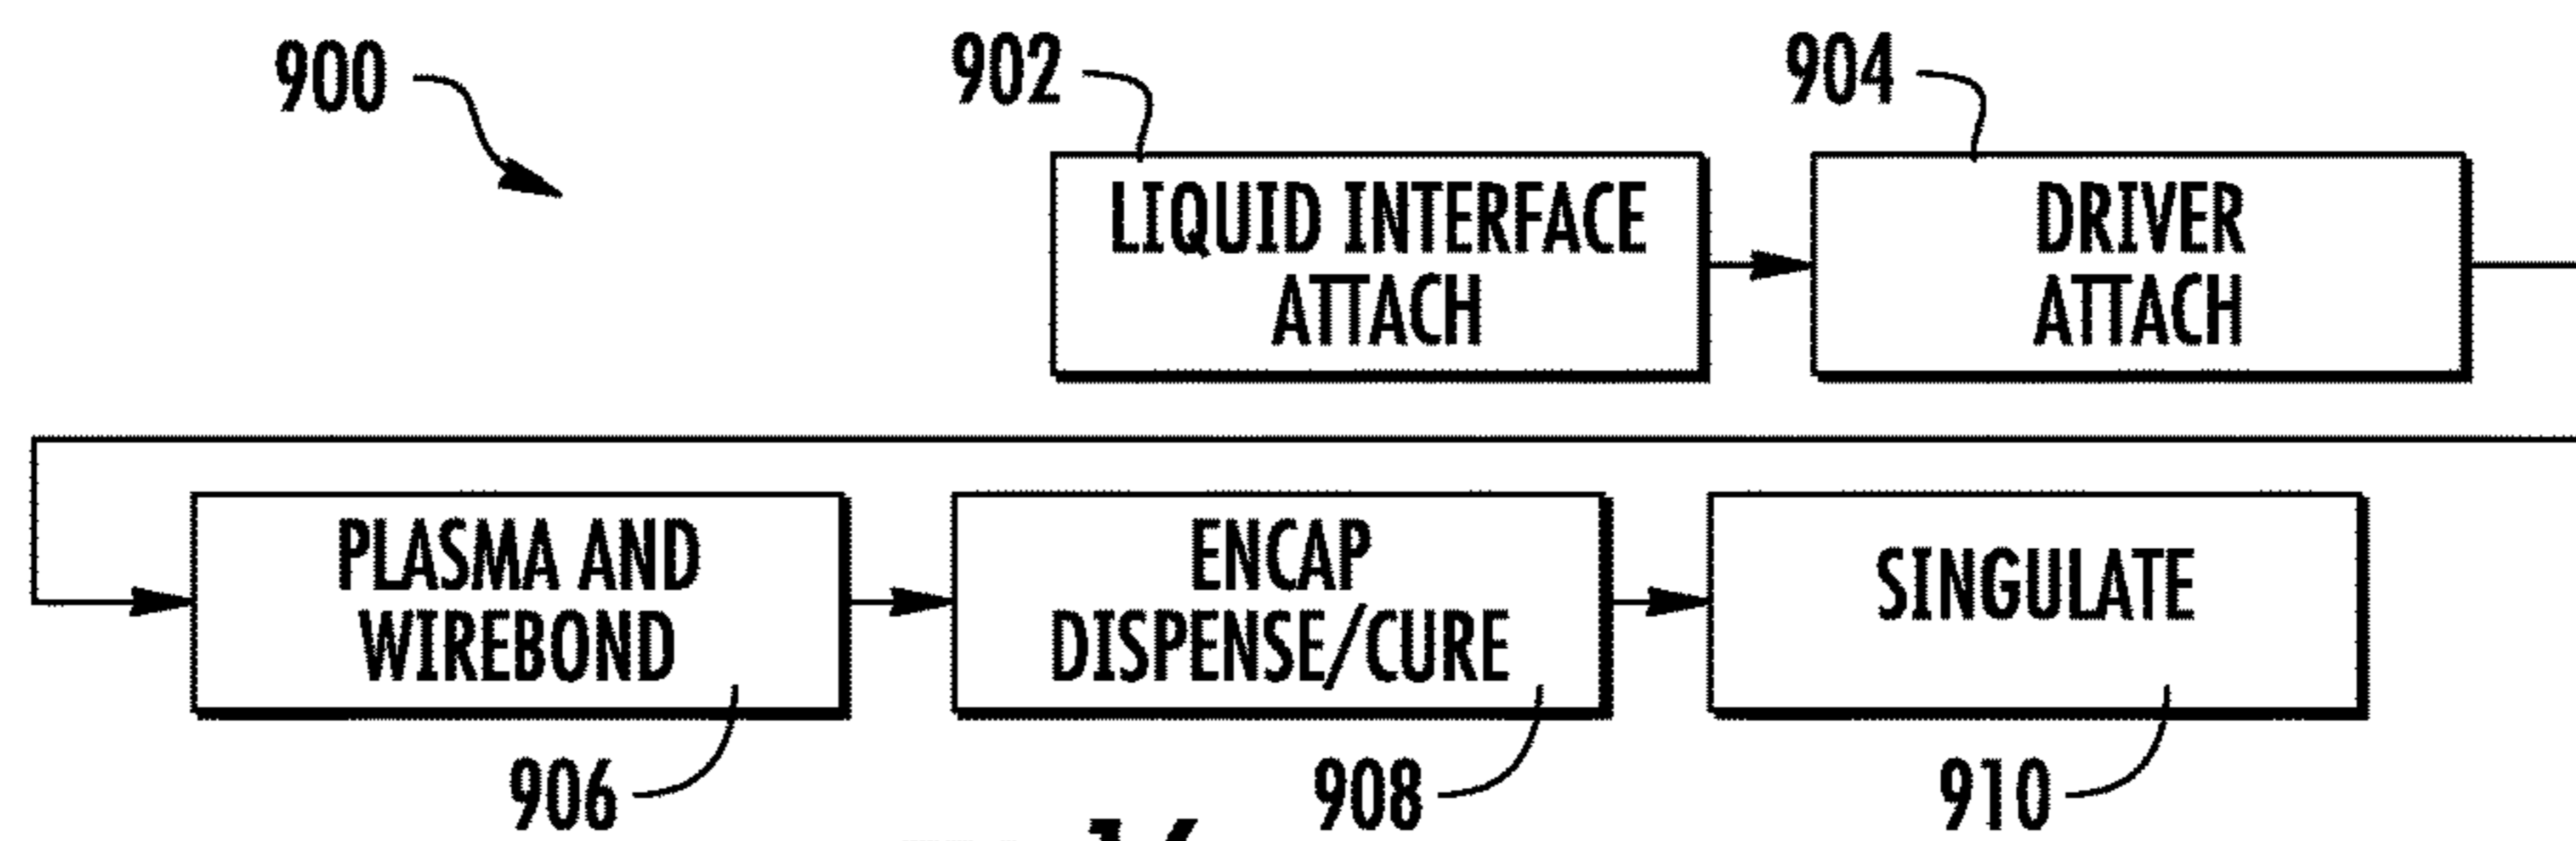 900
902
904
LIQUID INTERFACE
ATTACH
DRIVER
ATTACH
PLASMA AND
WIREBOND
ENCAP
DISPENSE/CURE
SINGULATE
906
908
910